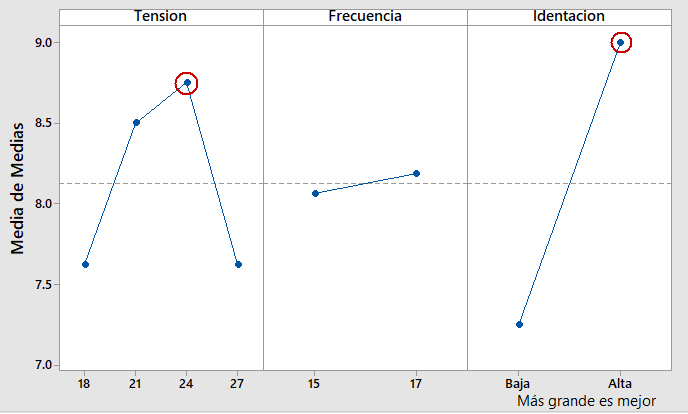 Tension Frecuencia Identacion
Media de Medias
9.0
8.5
8.0
7.5
7.0
18 21 24 27 15 17 Baja Alta
Más grande es mejor